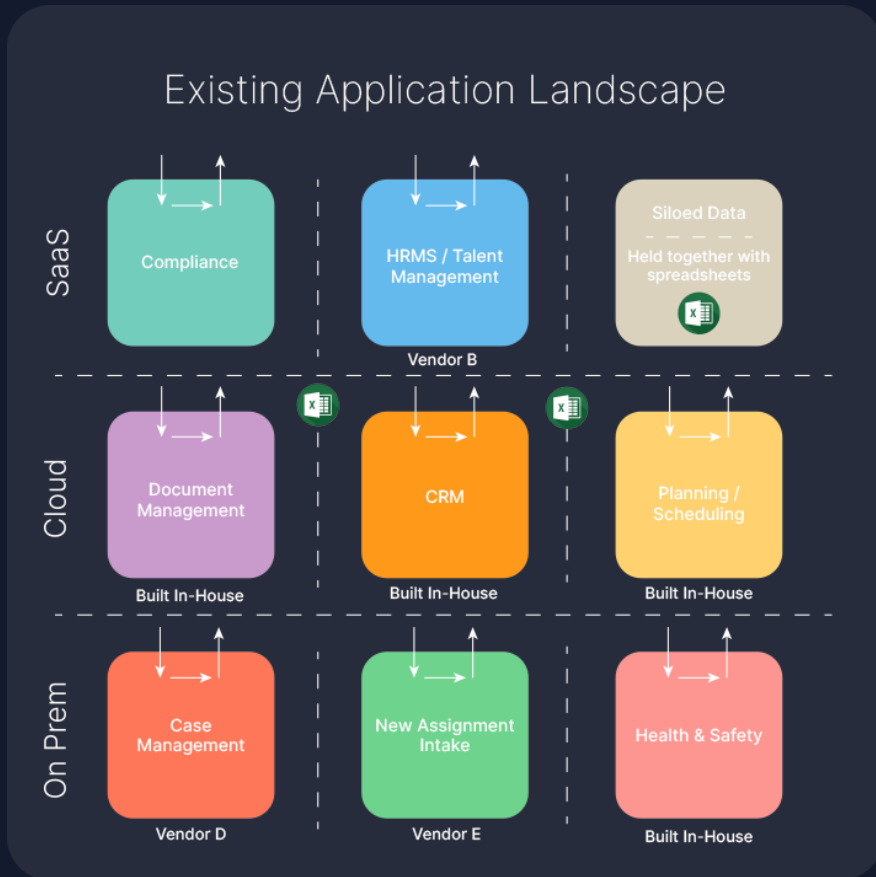 Existing Application Landscape
SaaS
Compliance
HRMS / Talent
Management
Vendor B
Siloed Data
Held together with
spreadsheets
X
Cloud
X
X
Document
Management
Built In-House
CRM
Built In-House
Planning /
Scheduling
Built In-House
On Prem
Case
Management
Vendor D
New Assignment
Intake
Vendor E
Health & Safety
Built In-House